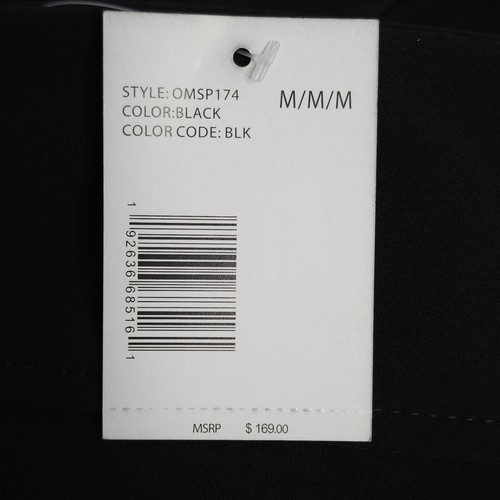 STYLE: OMSP174
M/M/M
COLOR:BLACK
COLOR CODE: BLK
1 92636 68516 1
MSRP $ 169.00